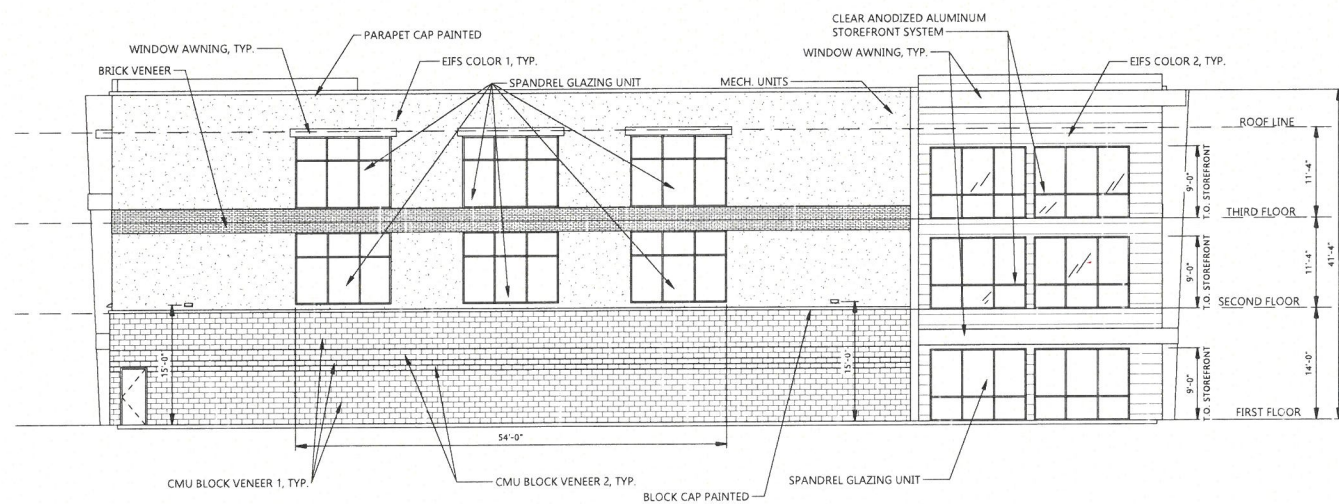 CLEAR ANODIZED ALUMINUM
STOREFRONT SYSTEM
PARAPET CAP PAINTED
WINDOW AWNING, TYP.
WINDOW AWNING, TYP.
EIFS COLOR 1, TYP.
EIFS COLOR 2, TYP.
BRICK VENEER
SPANDREL GLAZING UNIT
MECH. UNITS
ROOF LINE
9'-0"
T.O. STOREFRONT
11'-4"
THIRD FLOOR
41'-4"
9'-0"
T.O. STOREFRONT
11'-4"
SECOND FLOOR
15'-0"
15'-0"
9'-0"
T.O. STOREFRONT
14'-0"
FIRST FLOOR
54'-0"
CMU BLOCK VENEER 1, TYP.
CMU BLOCK VENEER 2, TYP.
SPANDREL GLAZING UNIT
BLOCK CAP PAINTED